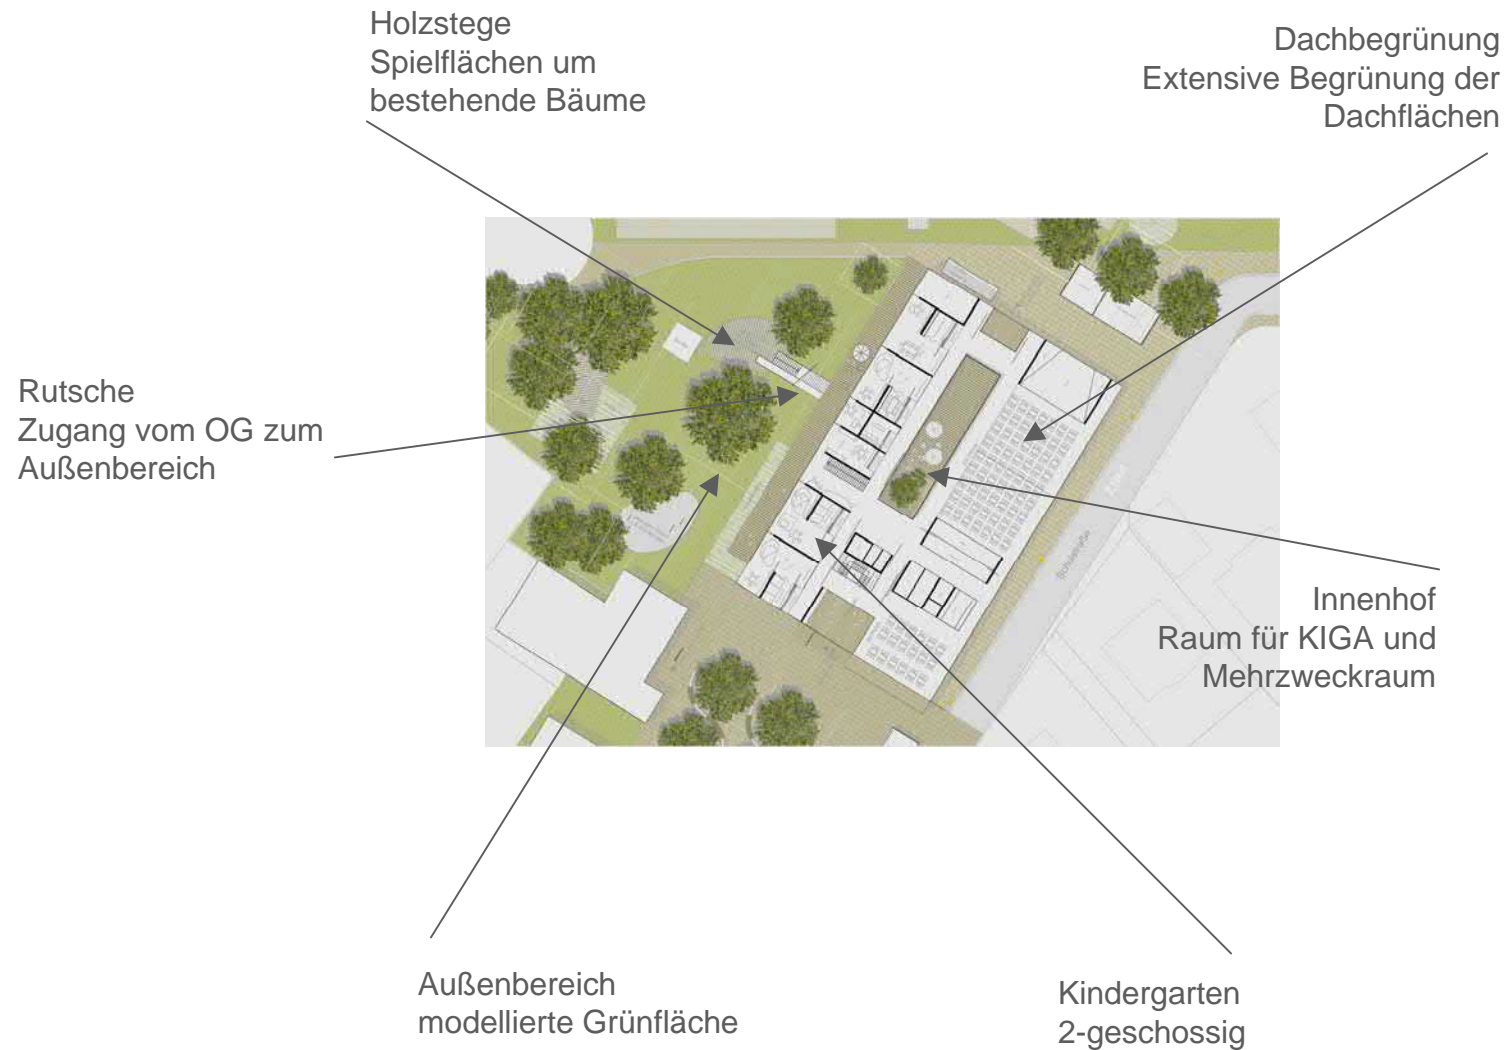 Holzstege
Spielflächen um
bestehende Bäume
Dachbegrünung
Extensive Begrünung der
Dachflächen
Rutsche
Zugang vom OG zum
Außenbereich
Innenhof
Raum für KIGA und
Mehrzweckraum
Außenbereich
modellierte Grünfläche
Kindergarten
2-geschossig